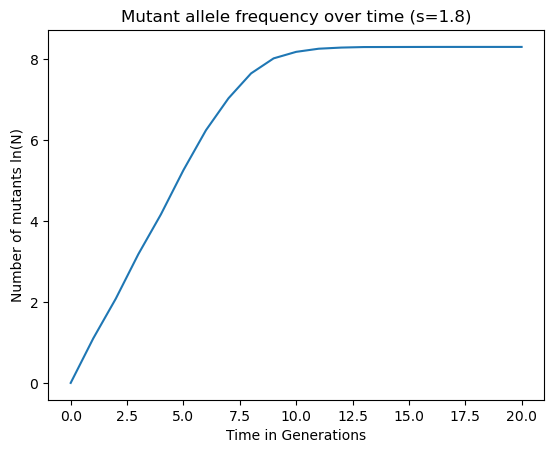 Mutant allele frequency over time (s=1.8)
Number of mutants ln(N)
8
6
4
2
0
0.0 2.5 5.0 7.5 10.0 12.5 15.0 17.5 20.0
Time in Generations